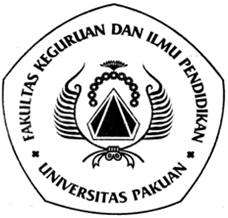 FAKULTAS KEGURUAN DAN ILMU PENDIDIKAN
UNIVERSITAS PAKUAN